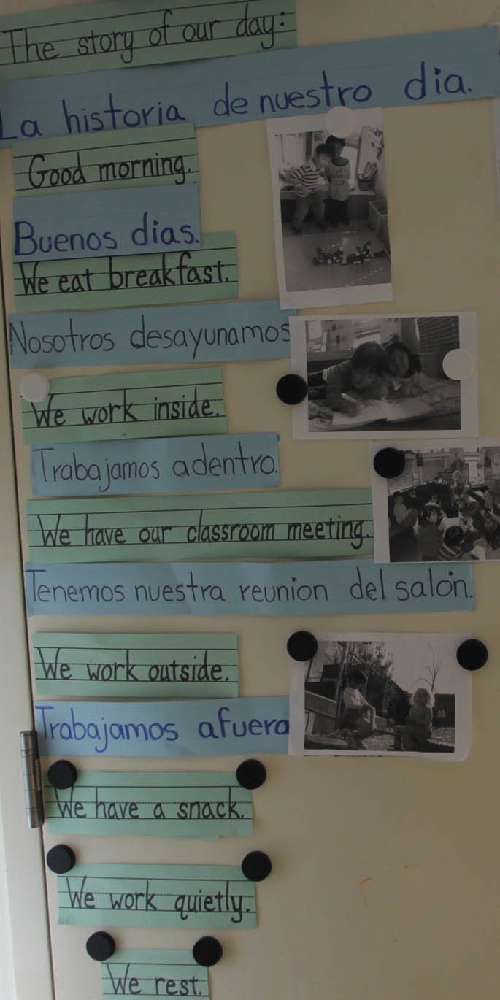 The story of our day:
La historia de nuestro dia.
Good morning.
Buenos dias.
We eat breakfast.
Nosotros desayunamos
We work inside.
Trabajamos adentro.
We have our classroom meeting.
Tenemos nuestra reunion del salón.
We work outside.
Trabajamos afuera
We have a snack.
We work quietly.
We rest.